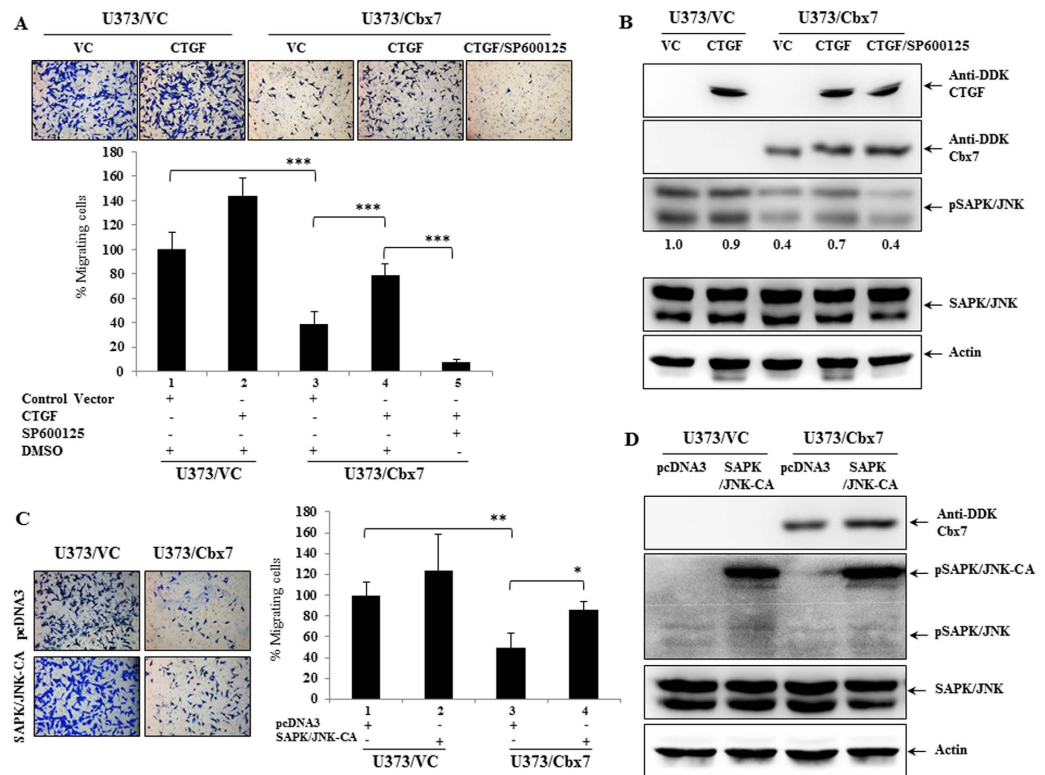 A
U373/VC
U373/Cbx7
VC
CTGF
VC
CTGF
CTGF/SP600125
% Migrating cells
180
160
140
120
100
80
60
40
20
0
***
***
***
1 2 3 4 5
Control Vector + - + - -
CTGF - + - + +
SP600125 - - - - +
DMSO + + + + -
U373/VC
U373/Cbx7
B
U373/VC
U373/Cbx7
VC
CTGF
VC
CTGF
CTGF/SP600125
Anti-DDK
CTGF
Anti-DDK
Cbx7
pSAPK/JNK
1.0 0.9 0.4 0.7 0.4
SAPK/JNK
Actin
C
U373/VC
U373/Cbx7
pcDNA3
SAPK/JNK-CA
% Migrating cells
180
160
140
120
100
80
60
40
20
0
**
*
1 2 3 4
pcDNA3 + - + -
SAPK/JNK-CA - + - +
U373/VC
U373/Cbx7
D
U373/VC
U373/Cbx7
pcDNA3
SAPK
/JNK-CA
pcDNA3
SAPK
/JNK-CA
Anti-DDK
Cbx7
pSAPK/JNK-CA
pSAPK/JNK
SAPK/JNK
Actin